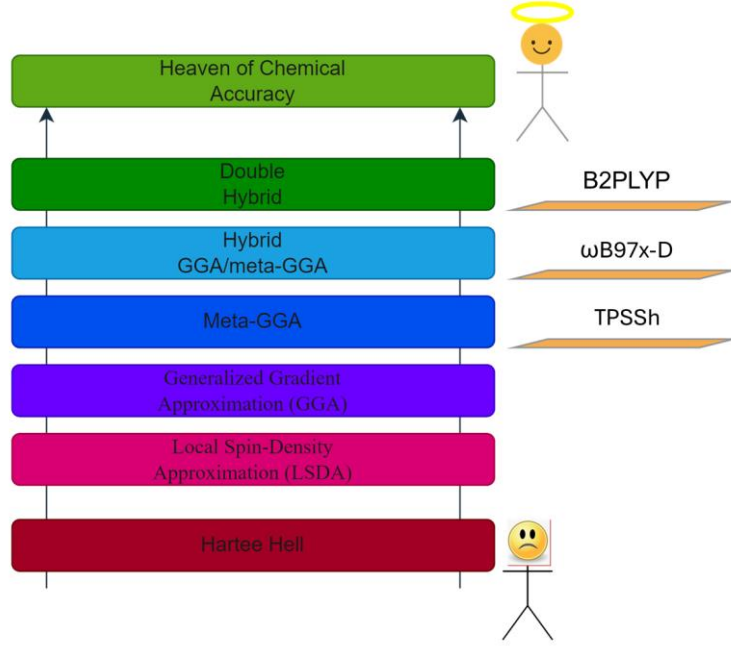 Heaven of Chemical
Accuracy
Double
Hybrid
B2PLYP
Hybrid
GGA/meta-GGA
ωB97x-D
Meta-GGA
TPSSh
Generalized Gradient
Approximation (GGA)
Local Spin-Density
Approximation (LSDA)
Hartee Hell